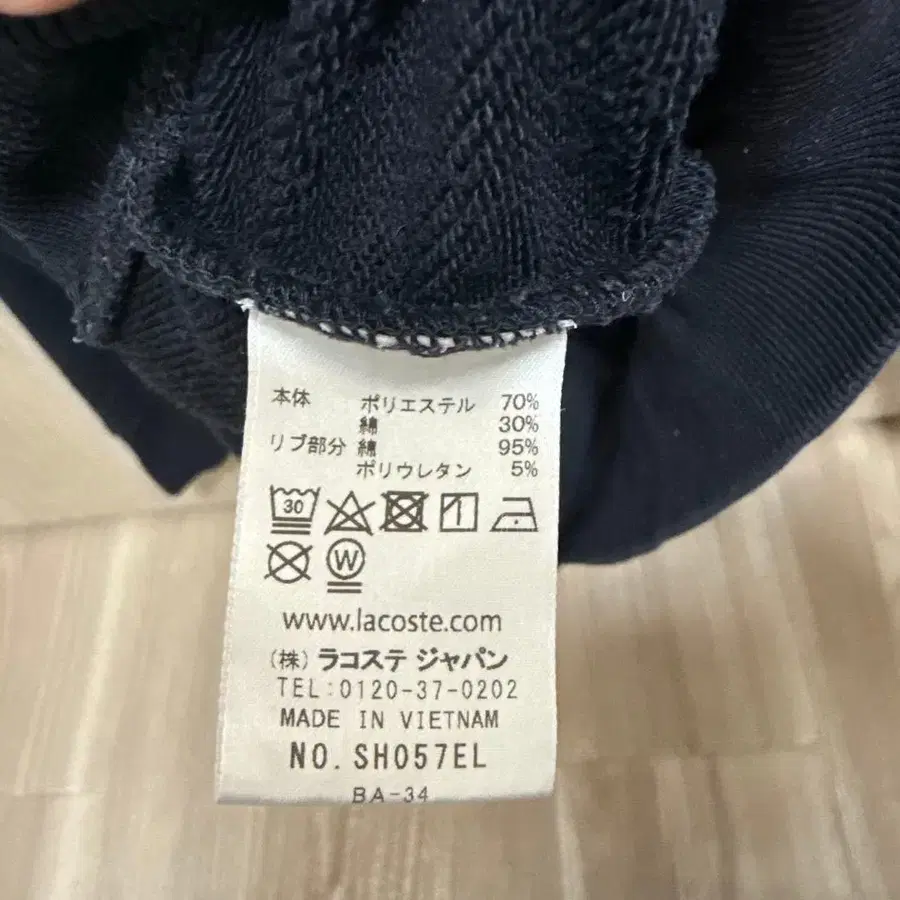 本体 ポリエステル 70%
綿 30%
リブ部分 綿 95%
ポリウレタン 5%
30
W
www.lacoste.com
(株) ラコステ ジャパン
TEL:0120-37-0202
MADE IN VIETNAM
NO. SH057EL
BA-34